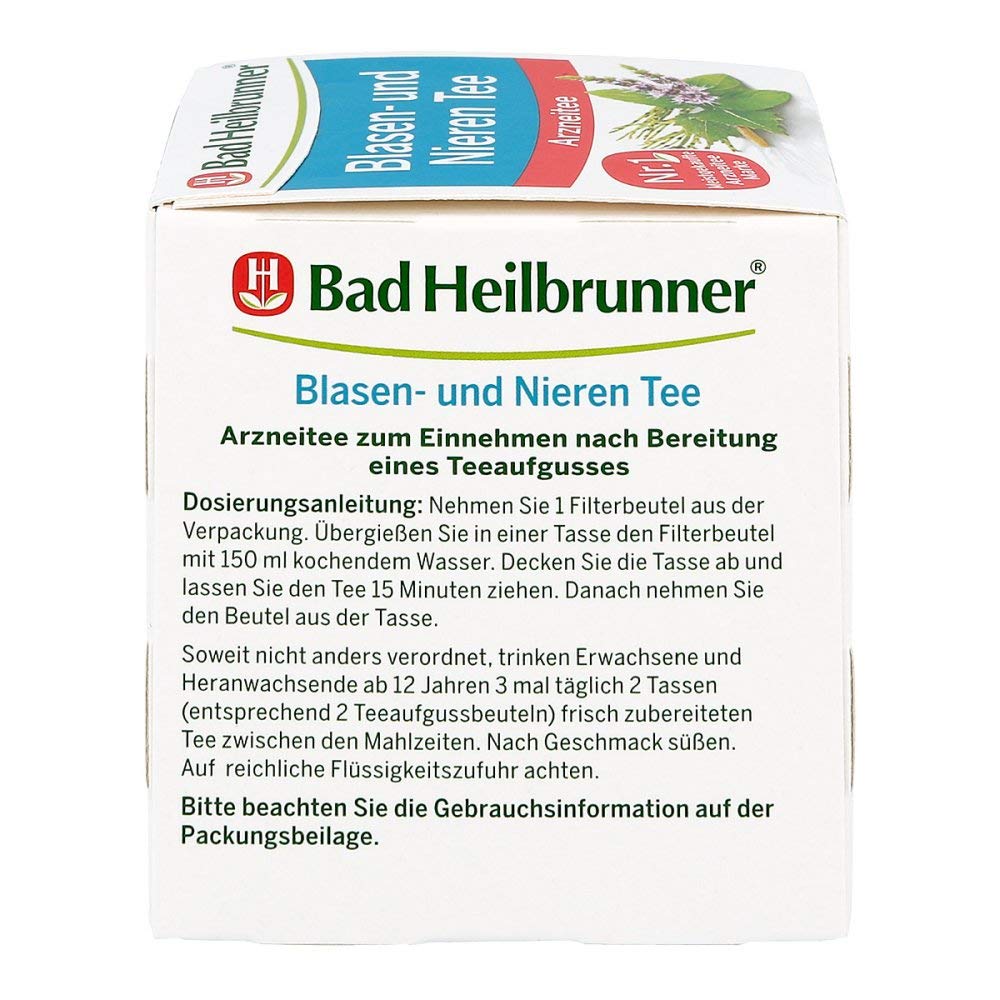 Bad Heilbrunner®
Blasen- und
Nieren Tee
Arzneitee
Nr. 1
Meistgekaufte
Arzneitee
Marke
H
Bad Heilbrunner®
Blasen- und Nieren Tee
Arzneitee zum Einnehmen nach Bereitung
eines Teeaufgusses
Dosierungsanleitung: Nehmen Sie 1 Filterbeutel aus der
Verpackung. Übergießen Sie in einer Tasse den Filterbeutel
mit 150 ml kochendem Wasser. Decken Sie die Tasse ab und
lassen Sie den Tee 15 Minuten ziehen. Danach nehmen Sie
den Beutel aus der Tasse.
Soweit nicht anders verordnet, trinken Erwachsene und
Heranwachsende ab 12 Jahren 3 mal täglich 2 Tassen
(entsprechend 2 Teeaufgussbeuteln) frisch zubereiteten
Tee zwischen den Mahlzeiten. Nach Geschmack süßen.
Auf reichliche Flüssigkeitszufuhr achten.
Bitte beachten Sie die Gebrauchsinformation auf der
Packungsbeilage.